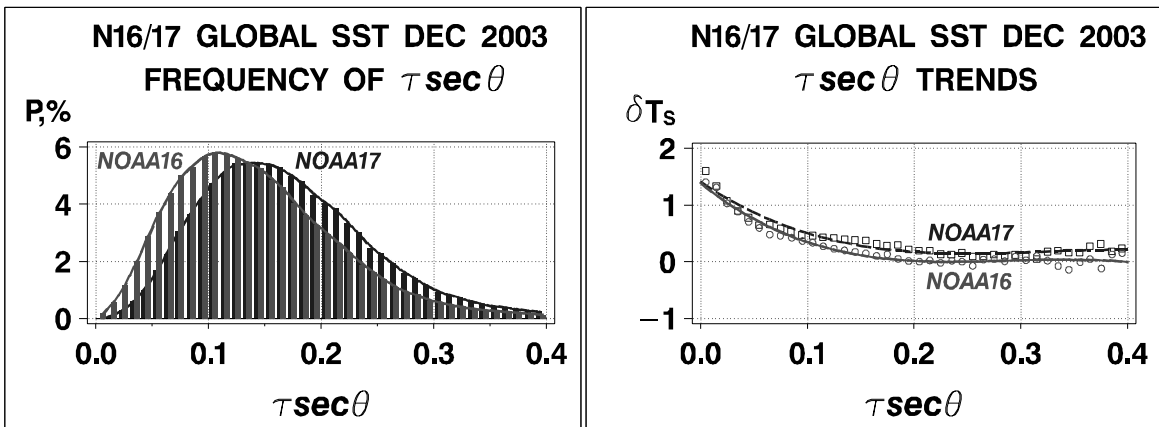 N16/17 GLOBAL SST DEC 2003
FREQUENCY OF τ sec θ
P,%
6
4
2
0
NOAA16
NOAA17
0.0 0.1 0.2 0.3 0.4
τ sec θ
N16/17 GLOBAL SST DEC 2003
τ sec θ TRENDS
δTs
2
1
0
−1
NOAA17
NOAA16
0.0 0.1 0.2 0.3 0.4
τ sec θ